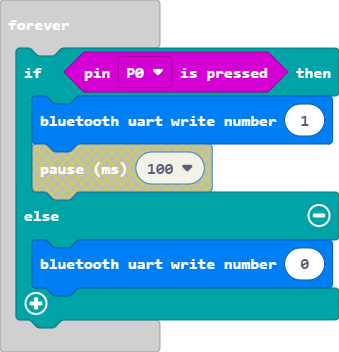 forever
if pin P0 is pressed then
bluetooth uart write number 1
pause (ms) 100
else
bluetooth uart write number 0